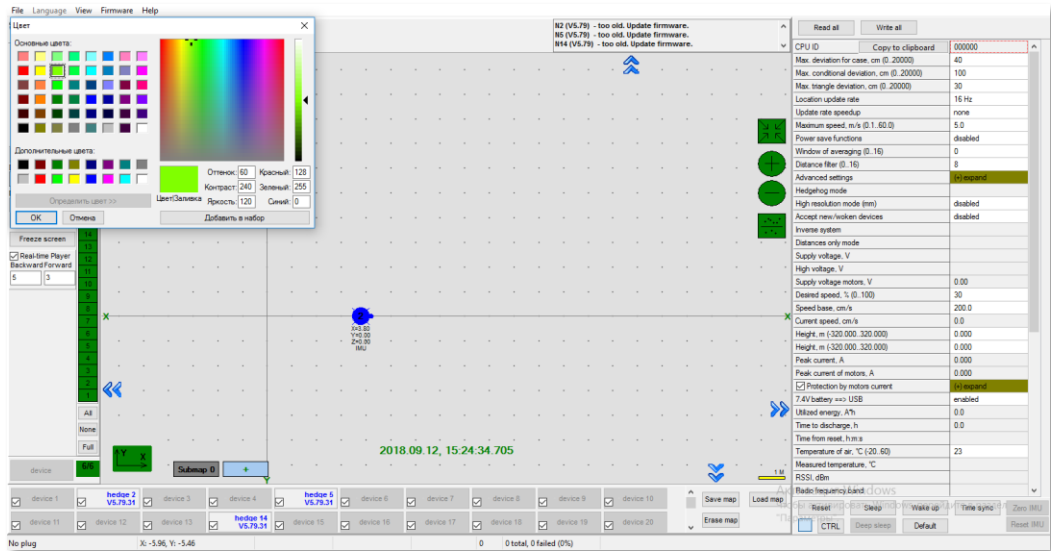 File Language View Firmware Help
Цвет
Основные цвета:
Дополнительные цвета:
Определить цвет >>
OK Отмена
Цвет|Заливка
Оттенок: 60 Красный: 128
Контраст: 240 Зеленый: 255
Яркость: 120 Синий: 0
Добавить в набор
N2 (V5.79) - too old. Update firmware.
N5 (V5.79) - too old. Update firmware.
N14 (V5.79) - too old. Update firmware.
Freeze screen
Real-time Player
Backward Forward
5 3
14
13
12
11
10
9
8
7
6
5
4
3
2
1
All
None
Full
device 6/6
X X
2
X=3.80
Y=0.00
Z=0.00
IMU
2018.09.12, 15:24:34.705
Y X
Submap 0 +
Y
1 M
Read all Write all
CPU ID Copy to clipboard 000000
Max. deviation for case, cm (0..20000) 40
Max. conditional deviation, cm (0..20000) 100
Max. triangle deviation, cm (0..20000) 30
Location update rate 16 Hz
Update rate speedup none
Maximum speed, m/s (0.1..60.0) 5.0
Power save functions disabled
Window of averaging (0..16) 0
Distance filter (0..16) 8
Advanced settings (+) expand
Hedgehog mode
High resolution mode (mm) disabled
Accept new/woken devices disabled
Inverse system
Distances only mode
Supply voltage, V
High voltage, V
Supply voltage motors, V 0.00
Desired speed, % (0..100) 30
Speed base, cm/s 200.0
Current speed, cm/s 0.0
Height, m (-320.000..320.000) 0.000
Height, m (-320.000..320.000) 0.000
Peak current, A 0.000
Peak current of motors, A 0.000
Protection by motors current (+) expand
7.4V battery ==> USB enabled
Utilized energy, A*h 0.0
Time to discharge, h 0.0
Time from reset, h:m:s
Temperature of air, °C (-20..60) 23
Measured temperature, °C
RSSI, dBm
Radio frequency band
Reset Sleep Wake up Time sync Zero IMU
CTRL Deep sleep Default Reset IMU
device 1 hedge 2 V5.79.31 device 3 device 4 hedge 5 V5.79.31 device 6 device 7 device 8 device 9 device 10
device 11 device 12 device 13 hedge 14 V5.79.31 device 15 device 16 device 17 device 18 device 19 device 20
Save map Load map
Erase map
No plug X: -5.96, Y: -5.46 0 0 total, 0 failed (0%)